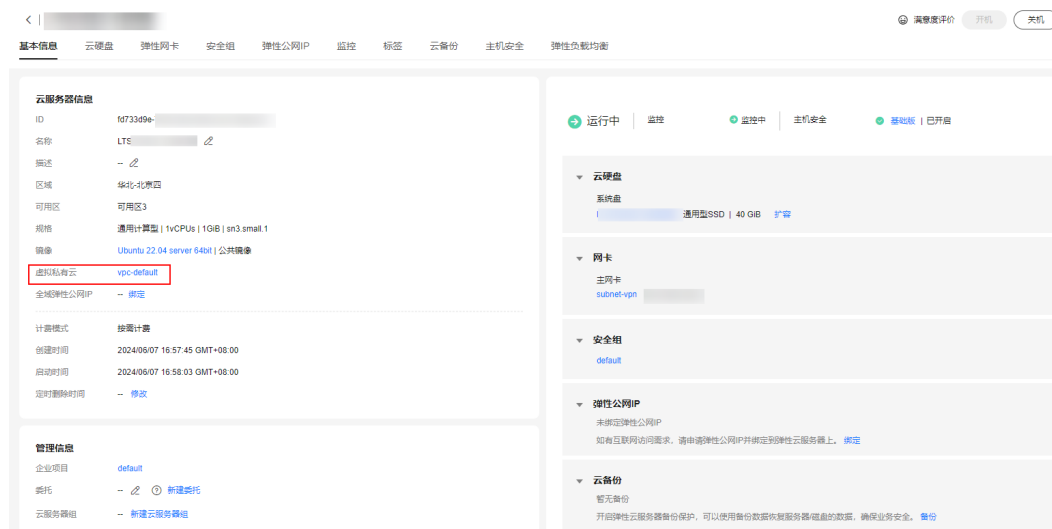 满意度评价 开机 关机
基本信息 云硬盘 弹性网卡 安全组 弹性公网IP 监控 标签 云备份 主机安全 弹性负载均衡
云服务器信息
ID fd733d9e-
名称 LTS
描述 --
区域 华北-北京四
可用区 可用区3
规格 通用计算型 | 1vCPUs | 1GiB | sn3.small.1
镜像 Ubuntu 22.04 server 64bit | 公共镜像
虚拟私有云 vpc-default
全域弹性公网IP -- 绑定
计费模式 按需计费
创建时间 2024/06/07 16:57:45 GMT+08:00
启动时间 2024/06/07 16:58:03 GMT+08:00
定时删除时间 -- 修改
管理信息
企业项目 default
委托 -- 新建委托
云服务器组 -- 新建云服务器组
运行中 监控 监控中 主机安全 基础版 | 已开启
云硬盘
系统盘
通用型SSD | 40 GiB 扩容
网卡
主网卡
subnet-vpn
安全组
default
弹性公网IP
未绑定弹性公网IP
如有互联网访问需求，请申请弹性公网IP并绑定到弹性云服务器上。 绑定
云备份
暂无备份
开启弹性云服务器备份保护，可以使用备份数据恢复服务器/磁盘的数据，确保业务安全。 备份